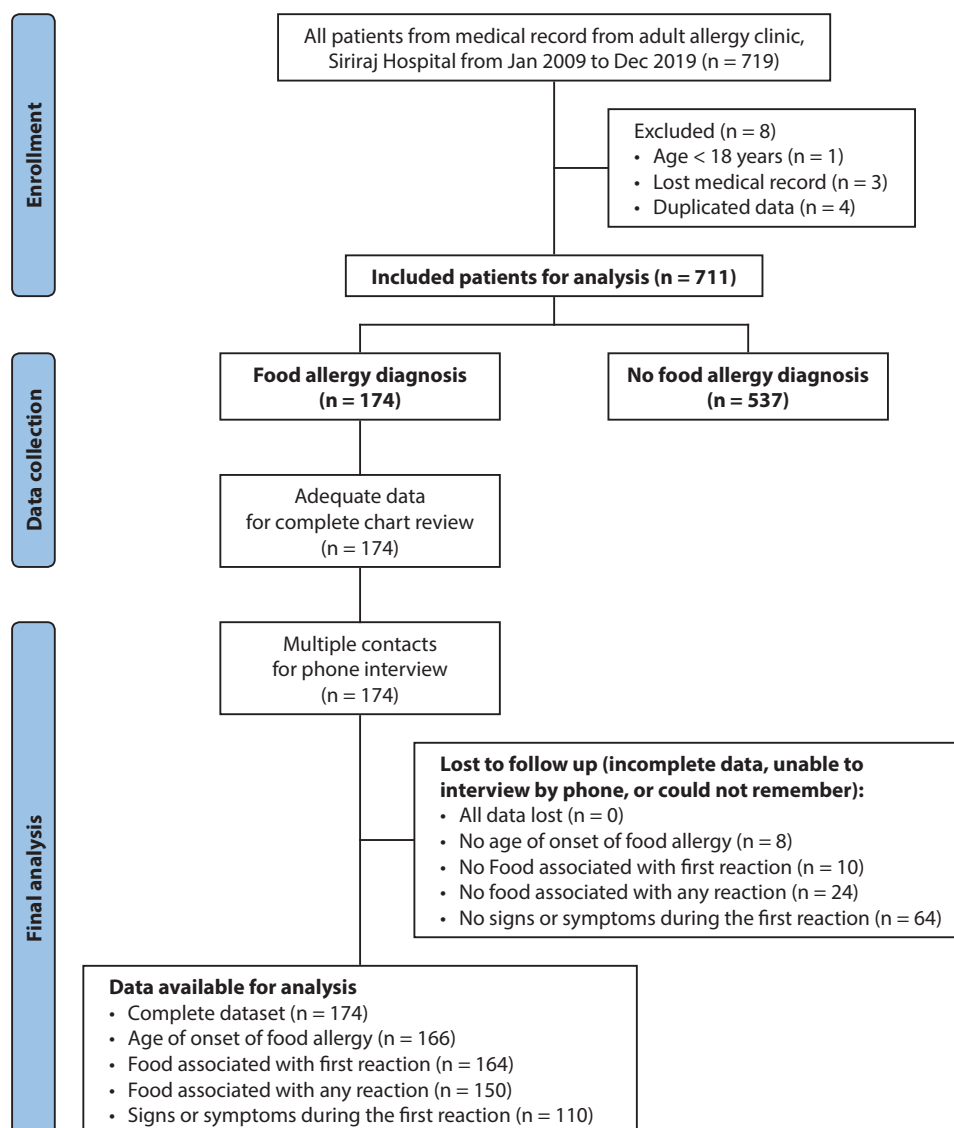 Enrollment
All patients from medical record from adult allergy clinic,
Siriraj Hospital from Jan 2009 to Dec 2019 (n = 719)
Excluded (n = 8)
• Age < 18 years (n = 1)
• Lost medical record (n = 3)
• Duplicated data (n = 4)
Included patients for analysis (n = 711)
Data collection
Food allergy diagnosis
(n = 174)
No food allergy diagnosis
(n = 537)
Adequate data
for complete chart review
(n = 174)
Final analysis
Multiple contacts
for phone interview
(n = 174)
Lost to follow up (incomplete data, unable to
interview by phone, or could not remember):
• All data lost (n = 0)
• No age of onset of food allergy (n = 8)
• No Food associated with first reaction (n = 10)
• No food associated with any reaction (n = 24)
• No signs or symptoms during the first reaction (n = 64)
Data available for analysis
• Complete dataset (n = 174)
• Age of onset of food allergy (n = 166)
• Food associated with first reaction (n = 164)
• Food associated with any reaction (n = 150)
• Signs or symptoms during the first reaction (n = 110)